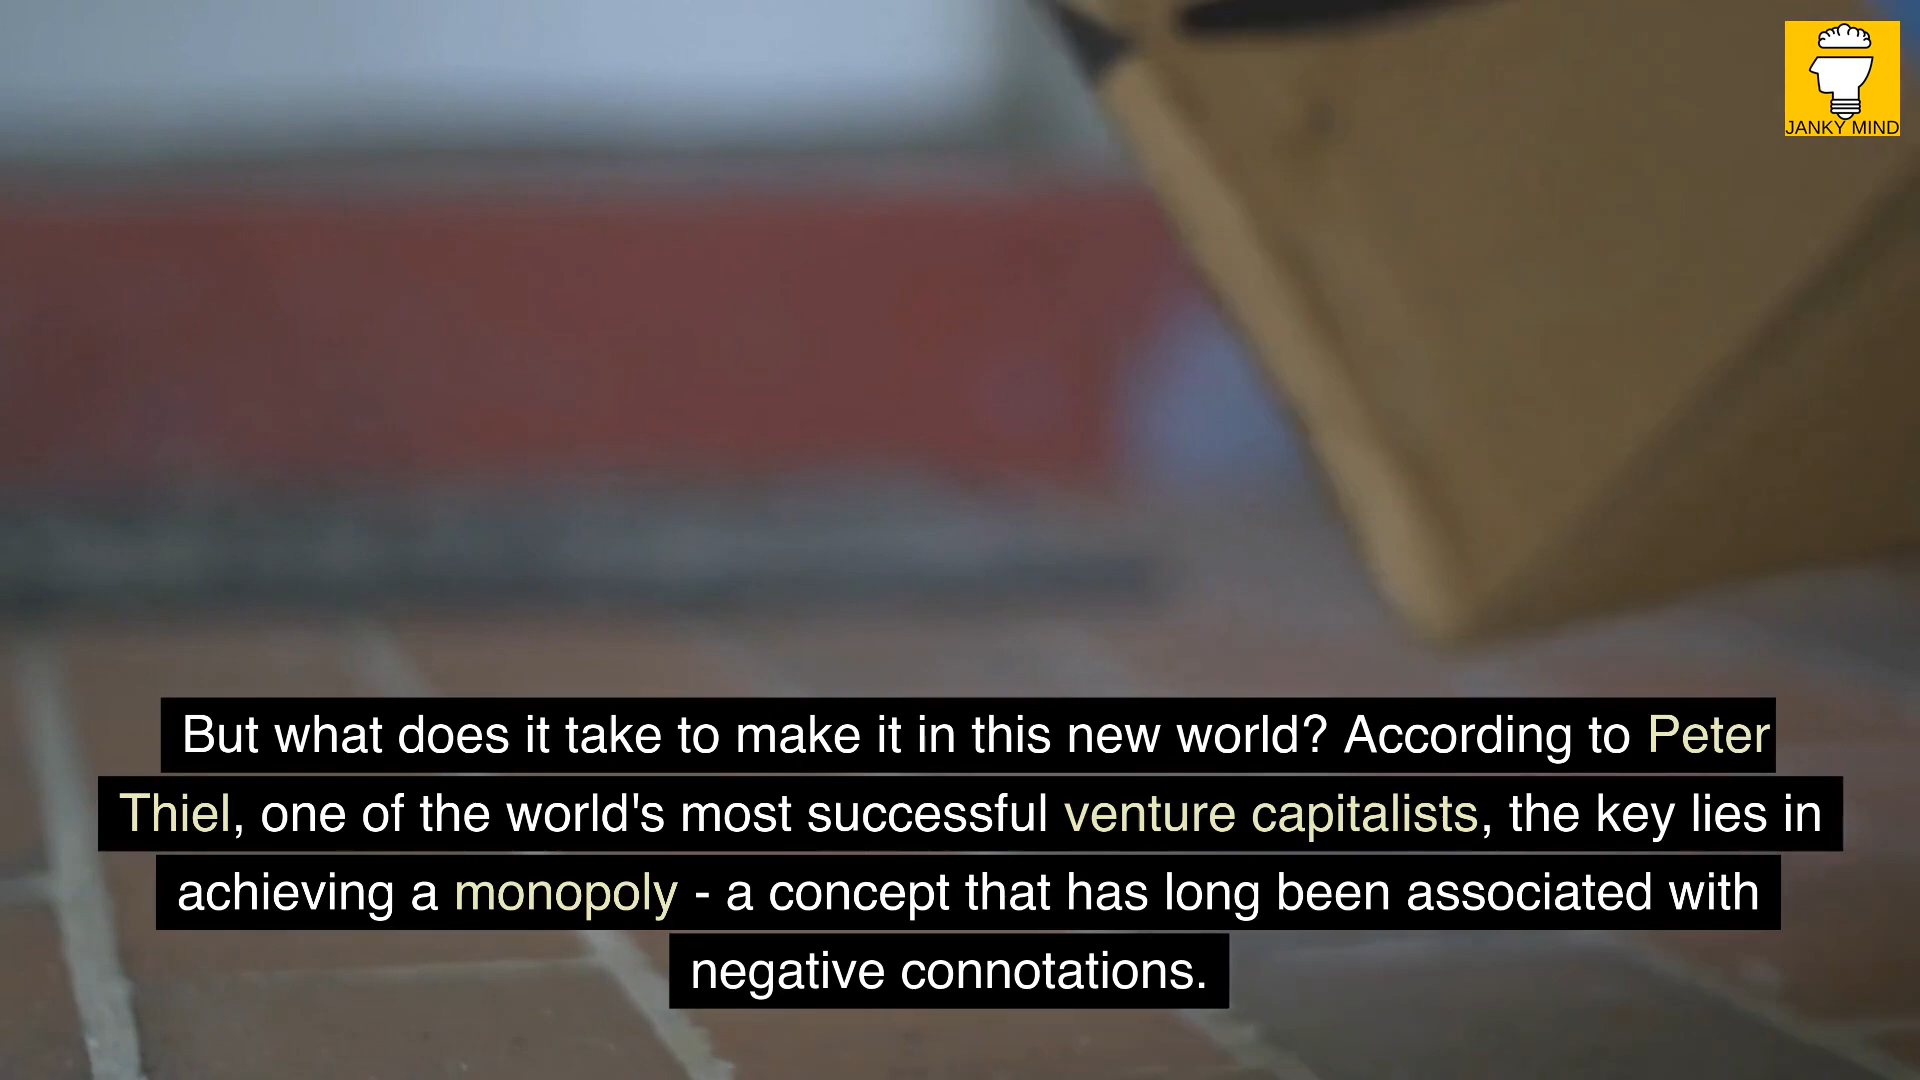 JANKY MIND
But what does it take to make it in this new world? According to Peter
Thiel, one of the world's most successful venture capitalists, the key lies in
achieving a monopoly - a concept that has long been associated with
negative connotations.